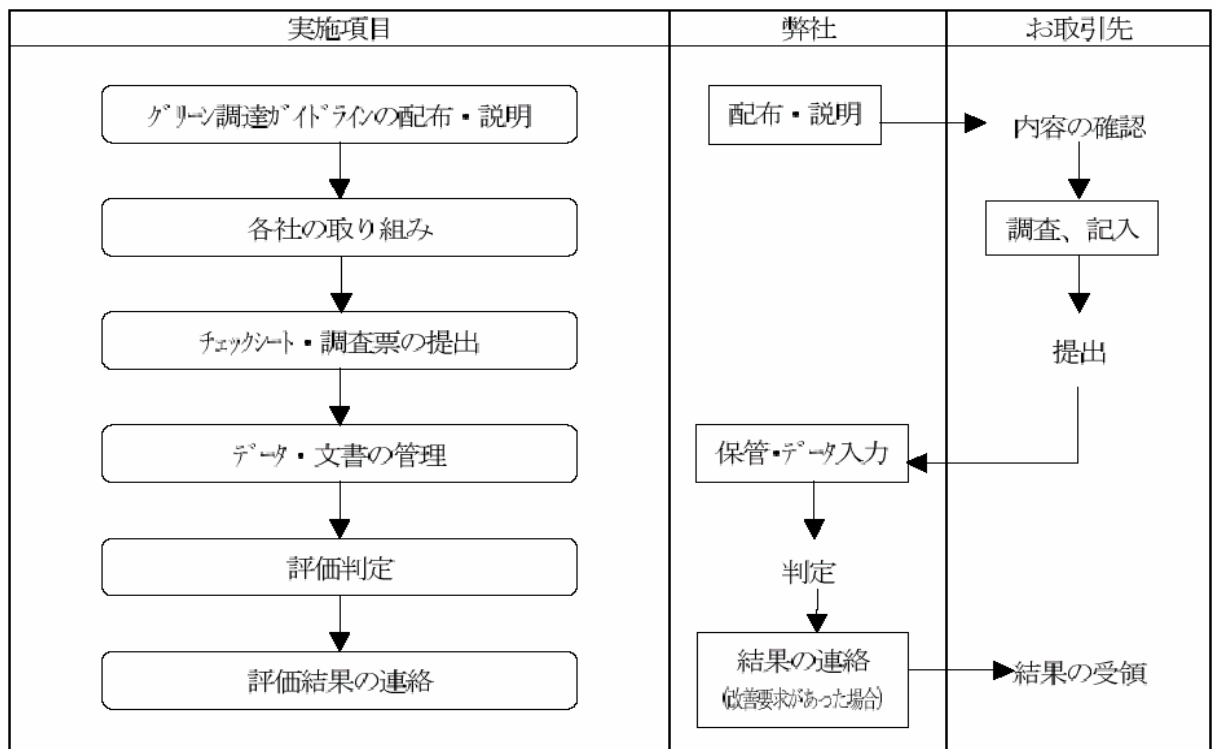 実施項目 弊社 お取引先
グリーン調達ガイドラインの配布・説明 配布・説明 内容の確認
各社の取り組み 調査、記入
チェックシート・調査票の提出 提出
データ・文書の管理 保管・データ入力
評価判定 判定
評価結果の連絡 結果の連絡 結果の受領
(改善要求があった場合)